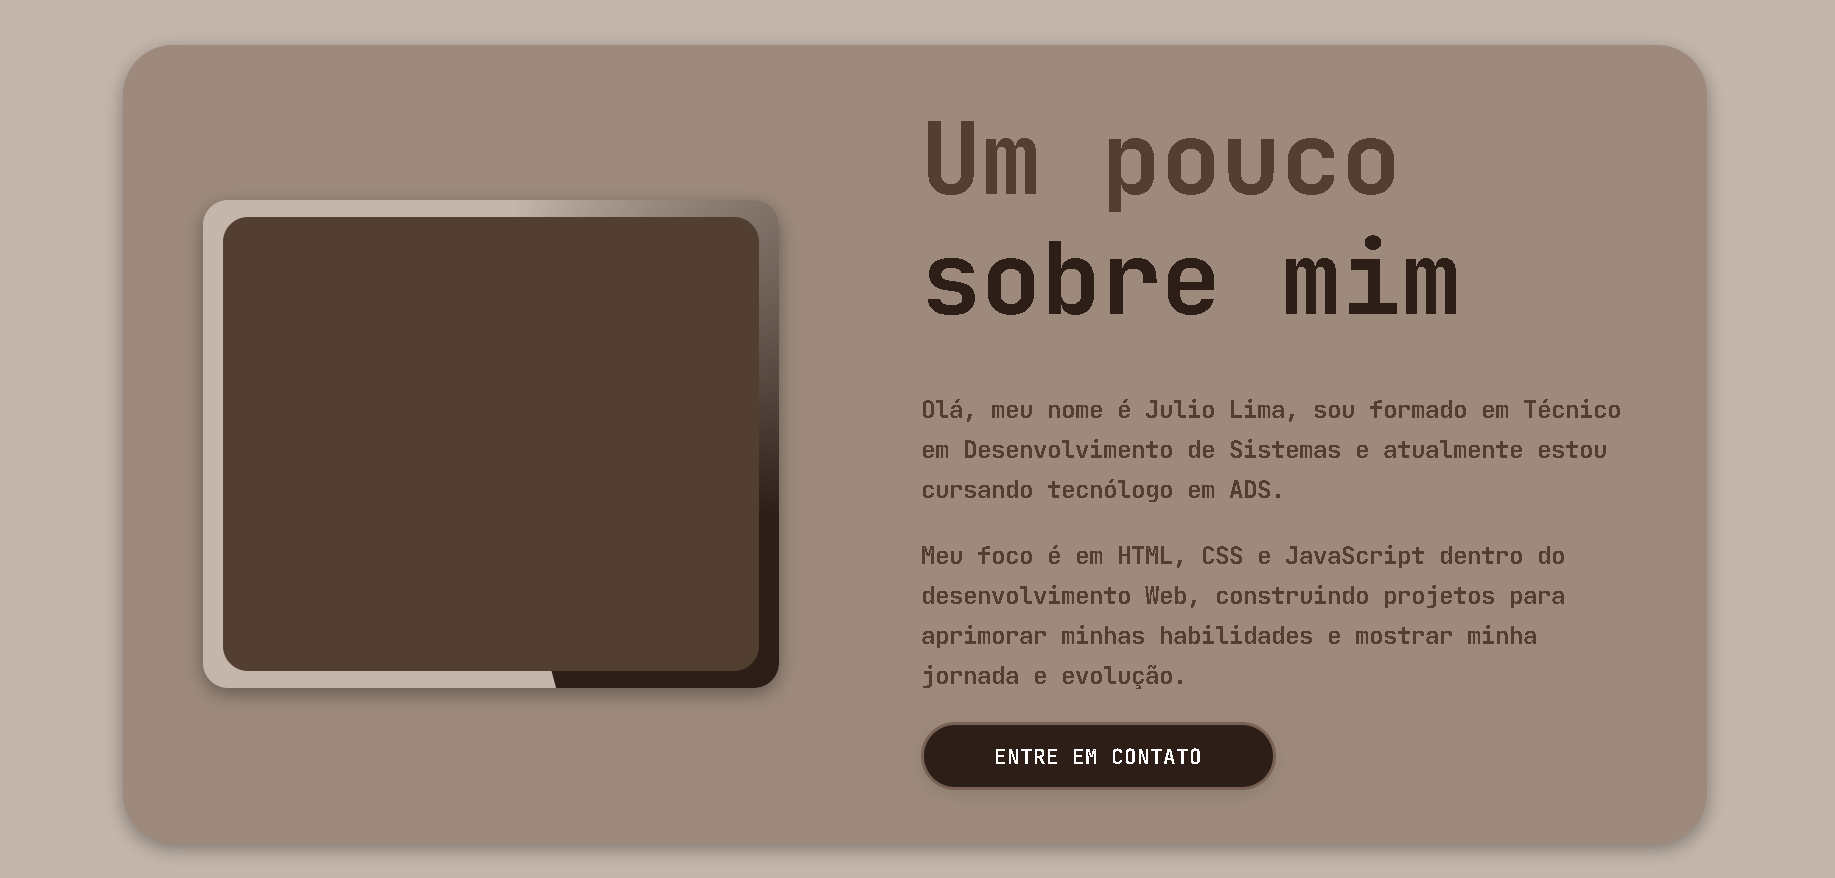 Um pouco
sobre mim
Olá, meu nome é Julio Lima, sou formado em Técnico
em Desenvolvimento de Sistemas e atualmente estou
cursando tecnólogo em ADS.
Meu foco é em HTML, CSS e JavaScript dentro do
desenvolvimento Web, construindo projetos para
aprimorar minhas habilidades e mostrar minha
jornada e evolução.
ENTRE EM CONTATO